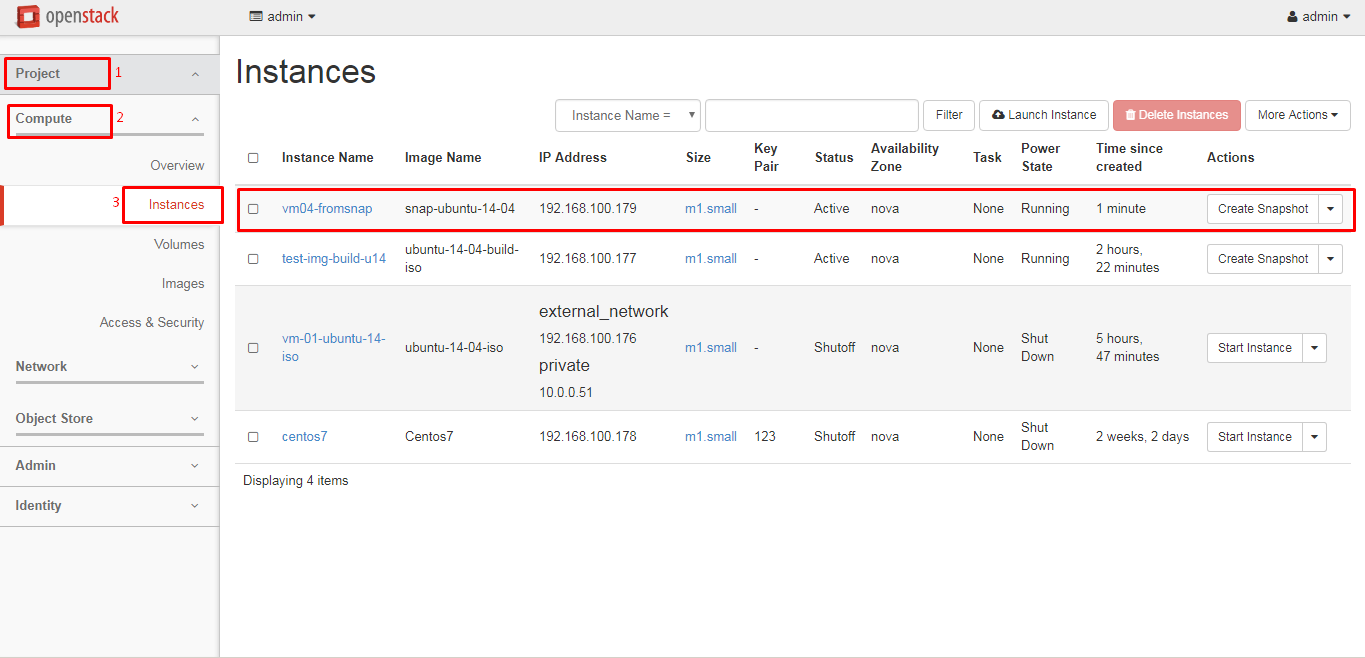 openstack
admin
admin
Project
1
Compute
2
Overview
3
Instances
Volumes
Images
Access & Security
Network
Object Store
Admin
Identity
Instances
Instance Name =
Filter
Launch Instance
Delete Instances
More Actions
Instance Name
Image Name
IP Address
Size
Key
Pair
Status
Availability
Zone
Task
Power
State
Time since
created
Actions
vm04-fromsnap
snap-ubuntu-14-04
192.168.100.179
m1.small
-
Active
nova
None
Running
1 minute
Create Snapshot
test-img-build-u14
ubuntu-14-04-build-
iso
192.168.100.177
m1.small
-
Active
nova
None
Running
2 hours,
22 minutes
Create Snapshot
vm-01-ubuntu-14-
iso
ubuntu-14-04-iso
external_network
192.168.100.176
private
10.0.0.51
m1.small
-
Shutoff
nova
None
Shut
Down
5 hours,
47 minutes
Start Instance
centos7
Centos7
192.168.100.178
m1.small
123
Shutoff
nova
None
Shut
Down
2 weeks, 2 days
Start Instance
Displaying 4 items